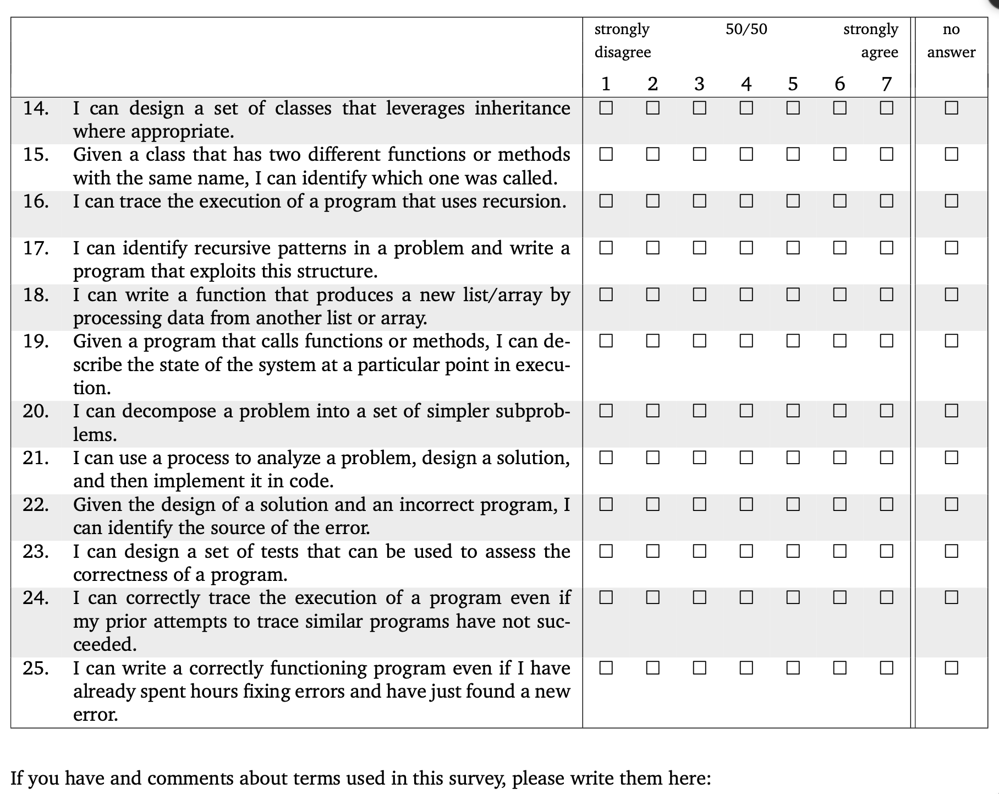 strongly 50/50 strongly no
disagree agree answer
1 2 3 4 5 6 7
14. I can design a set of classes that leverages inheritance
where appropriate.
15. Given a class that has two different functions or methods
with the same name, I can identify which one was called.
16. I can trace the execution of a program that uses recursion.
17. I can identify recursive patterns in a problem and write a
program that exploits this structure.
18. I can write a function that produces a new list/array by
processing data from another list or array.
19. Given a program that calls functions or methods, I can de-
scribe the state of the system at a particular point in execu-
tion.
20. I can decompose a problem into a set of simpler subprob-
lems.
21. I can use a process to analyze a problem, design a solution,
and then implement it in code.
22. Given the design of a solution and an incorrect program, I
can identify the source of the error.
23. I can design a set of tests that can be used to assess the
correctness of a program.
24. I can correctly trace the execution of a program even if
my prior attempts to trace similar programs have not suc-
ceeded.
25. I can write a correctly functioning program even if I have
already spent hours fixing errors and have just found a new
error.
If you have and comments about terms used in this survey, please write them here: